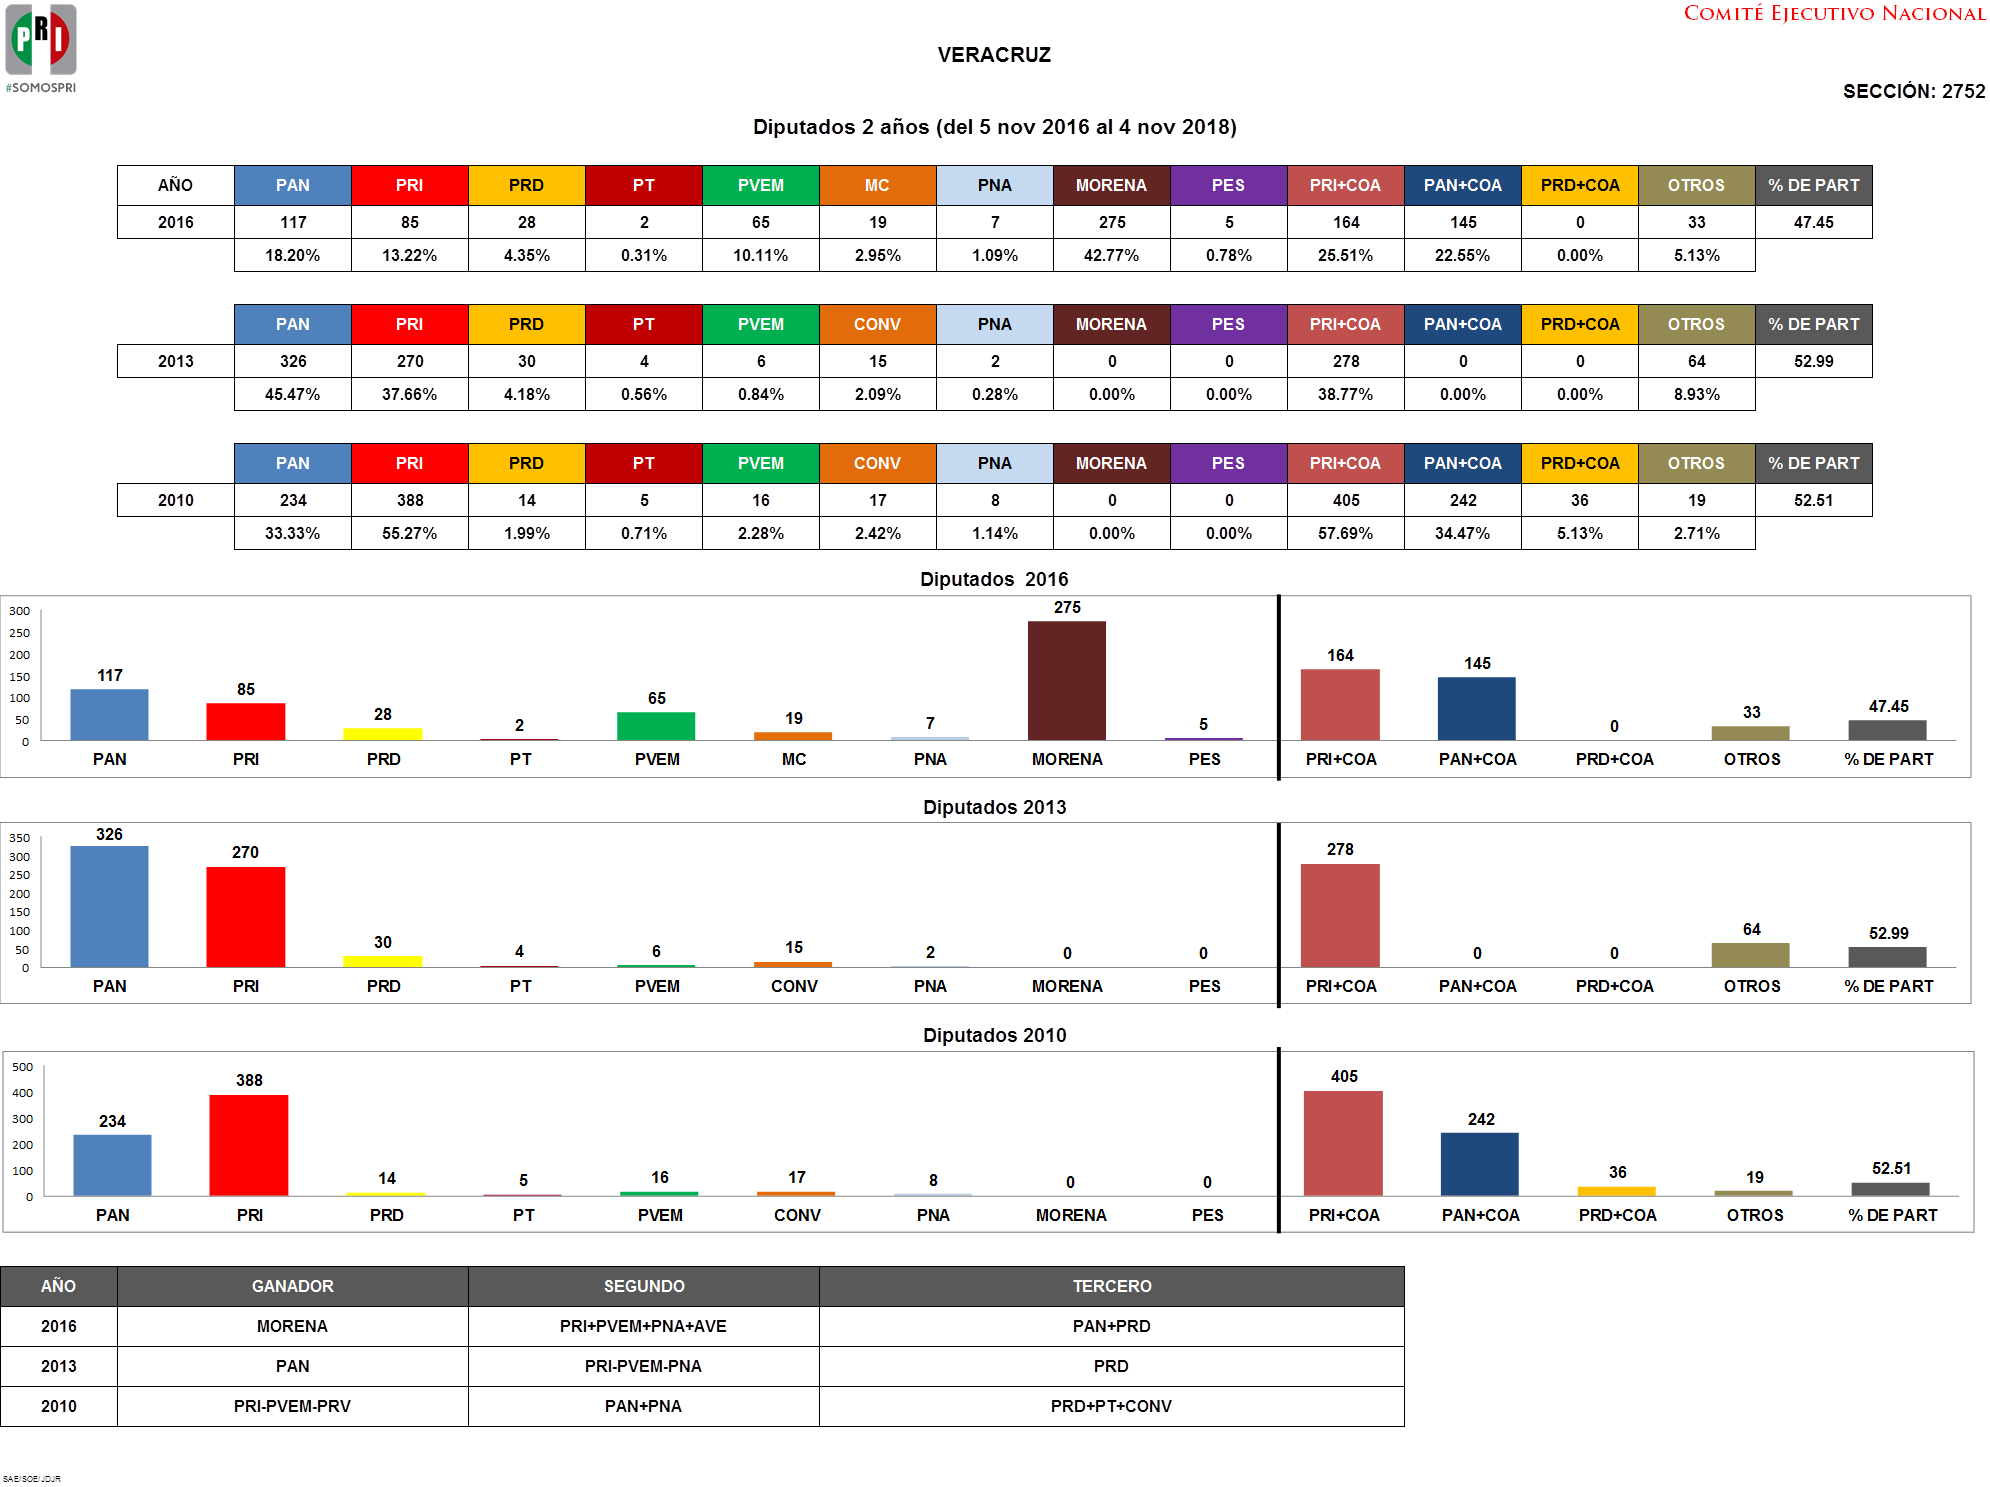 PRI
#SOMOSPRI
COMITÉ EJECUTIVO NACIONAL
VERACRUZ
SECCIÓN: 2752
Diputados 2 años (del 5 nov 2016 al 4 nov 2018)
AÑO PAN PRI PRD PT PVEM MC PNA MORENA PES PRI+COA PAN+COA PRD+COA OTROS % DE PART
2016 117 85 28 2 65 19 7 275 5 164 145 0 33 47.45
18.20% 13.22% 4.35% 0.31% 10.11% 2.95% 1.09% 42.77% 0.78% 25.51% 22.55% 0.00% 5.13%
PAN PRI PRD PT PVEM CONV PNA MORENA PES PRI+COA PAN+COA PRD+COA OTROS % DE PART
2013 326 270 30 4 6 15 2 0 0 278 0 0 64 52.99
45.47% 37.66% 4.18% 0.56% 0.84% 2.09% 0.28% 0.00% 0.00% 38.77% 0.00% 0.00% 8.93%
PAN PRI PRD PT PVEM CONV PNA MORENA PES PRI+COA PAN+COA PRD+COA OTROS % DE PART
2010 234 388 14 5 16 17 8 0 0 405 242 36 19 52.51
33.33% 55.27% 1.99% 0.71% 2.28% 2.42% 1.14% 0.00% 0.00% 57.69% 34.47% 5.13% 2.71%
Diputados 2016
300
250
200
150
100
50
0
117 85 28 2 65 19 7 275 5 164 145 0 33 47.45
PAN PRI PRD PT PVEM MC PNA MORENA PES PRI+COA PAN+COA PRD+COA OTROS % DE PART
Diputados 2013
350
300
250
200
150
100
50
0
326 270 30 4 6 15 2 0 0 278 0 0 64 52.99
PAN PRI PRD PT PVEM CONV PNA MORENA PES PRI+COA PAN+COA PRD+COA OTROS % DE PART
Diputados 2010
500
400
300
200
100
0
234 388 14 5 16 17 8 0 0 405 242 36 19 52.51
PAN PRI PRD PT PVEM CONV PNA MORENA PES PRI+COA PAN+COA PRD+COA OTROS % DE PART
AÑO GANADOR SEGUNDO TERCERO
2016 MORENA PRI+PVEM+PNA+AVE PAN+PRD
2013 PAN PRI-PVEM-PNA PRD
2010 PRI-PVEM-PRV PAN+PNA PRD+PT+CONV
SAE/SOE/JDJR